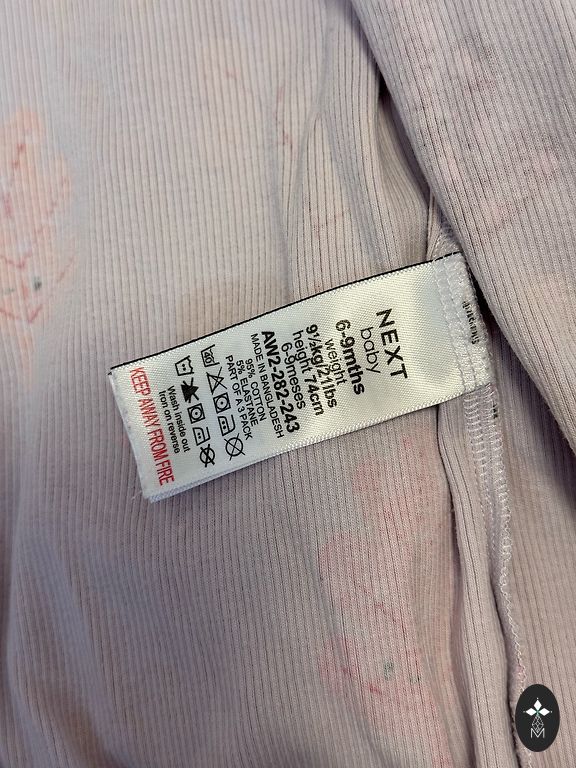 NEXT
baby
6-9mths
weight
9½kg/21lbs
height 74cm
6-9meses
AW2-282-243
MADE IN BANGLADESH
95% COTTON
5% ELASTANE
PART OF A 3 PACK
Wash inside out
Iron on reverse
KEEP AWAY FROM FIRE